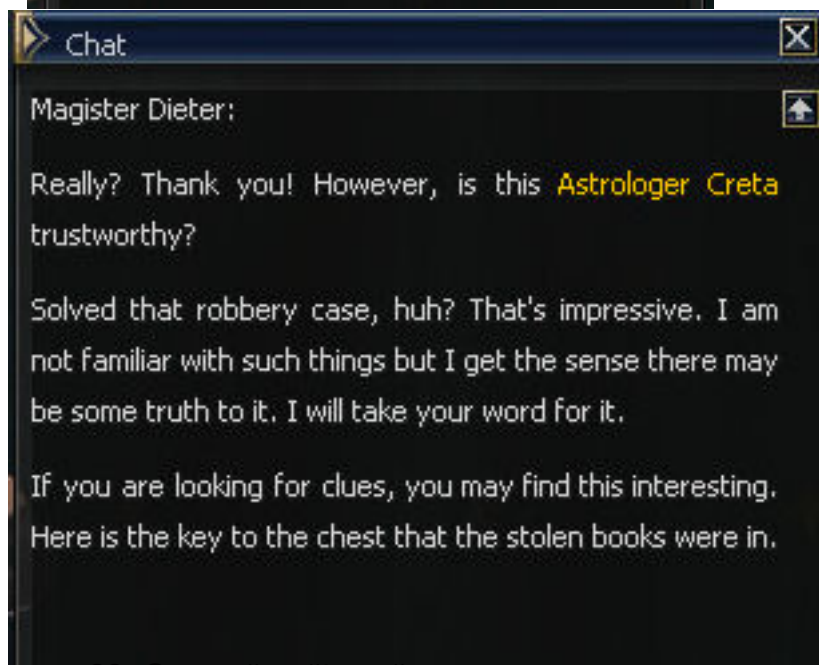 Chat
Magister Dieter:
Really? Thank you! However, is this Astrologer Creta
trustworthy?
Solved that robbery case, huh? That's impressive. I am
not familiar with such things but I get the sense there may
be some truth to it. I will take your word for it.
If you are looking for clues, you may find this interesting.
Here is the key to the chest that the stolen books were in.